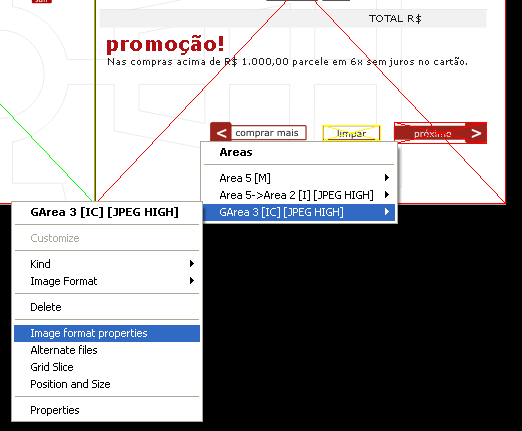 TOTAL R$
promoção!
Nas compras acima de R$ 1.000,00 parcele em 6x sem juros no cartão.
< comprar mais
limpar
próximo >
Areas
Area 5 [M]
Area 5->Area 2 [I] [JPEG HIGH]
GArea 3 [IC] [JPEG HIGH]
GArea 3 [IC] [JPEG HIGH]
Customize
Kind
Image Format
Delete
Image format properties
Alternate files
Grid Slice
Position and Size
Properties